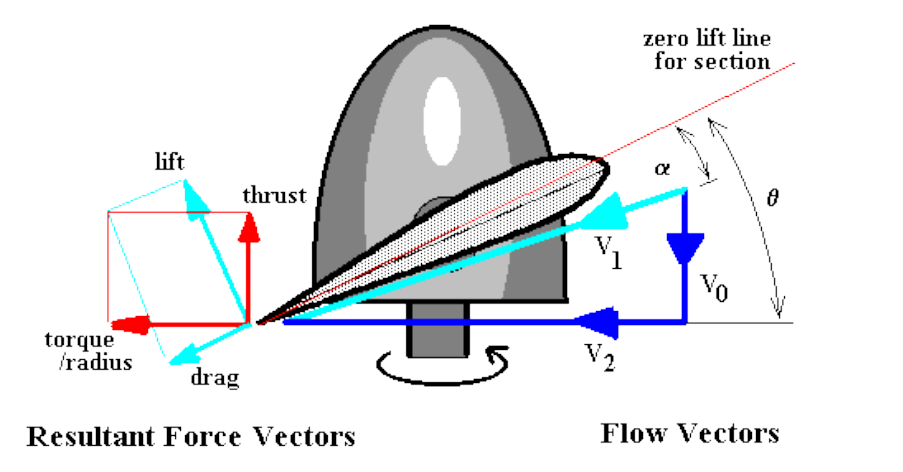 zero lift line
for section
lift
thrust
α
θ
V1
V0
torque
/radius
V2
drag
Resultant Force Vectors
Flow Vectors